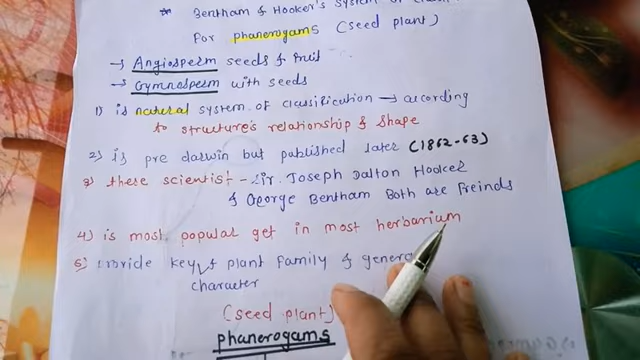 * Bentham & Hooker's system of
For phanerogams (seed plant)
→ Angiosperm seeds & fruit
→ Gymnosperm with seeds
1) is natural system of classification → according
to structure's relationship & shape
2) is pre darwin but published later (1862-63)
3) these scientist - Sir. Joseph Dalton Hooker
& George Bentham Both are Freinds
4) is most popular get in most herbarium
5) Provide key & plant family & genera
character
(seed plant)
phanerogams